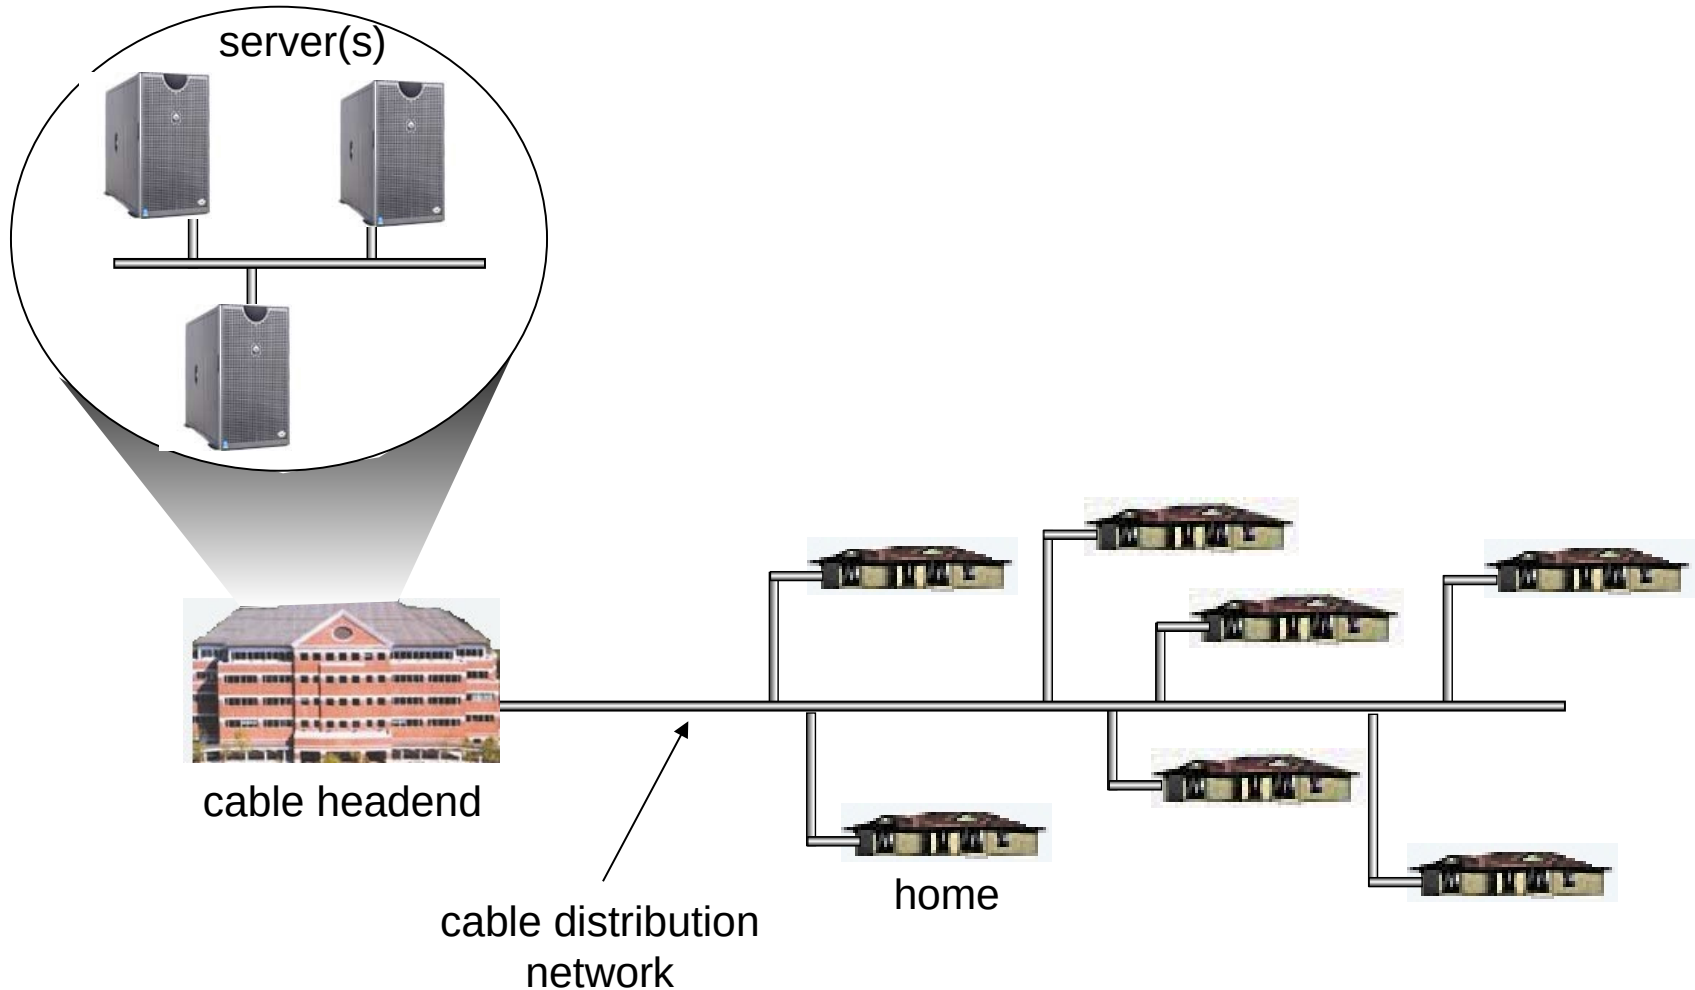 server(s)
cable headend
home
cable distribution
network